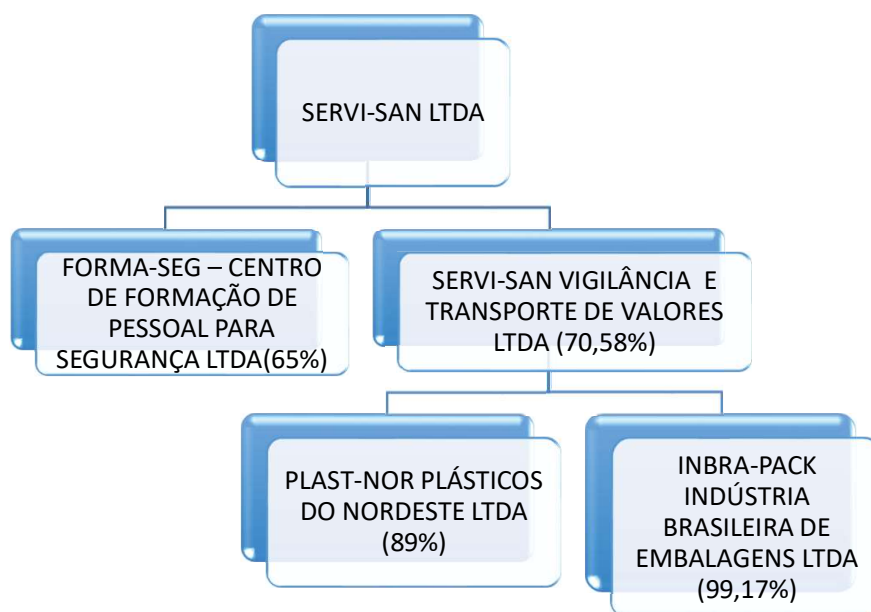 SERVI-SAN LTDA
FORMA-SEG – CENTRO
DE FORMAÇÃO DE
PESSOAL PARA
SEGURANÇA LTDA(65%)
SERVI-SAN VIGILÂNCIA E
TRANSPORTE DE VALORES
LTDA (70,58%)
PLAST-NOR PLÁSTICOS
DO NORDESTE LTDA
(89%)
INBRA-PACK
INDÚSTRIA
BRASILEIRA DE
EMBALAGENS LTDA
(99,17%)